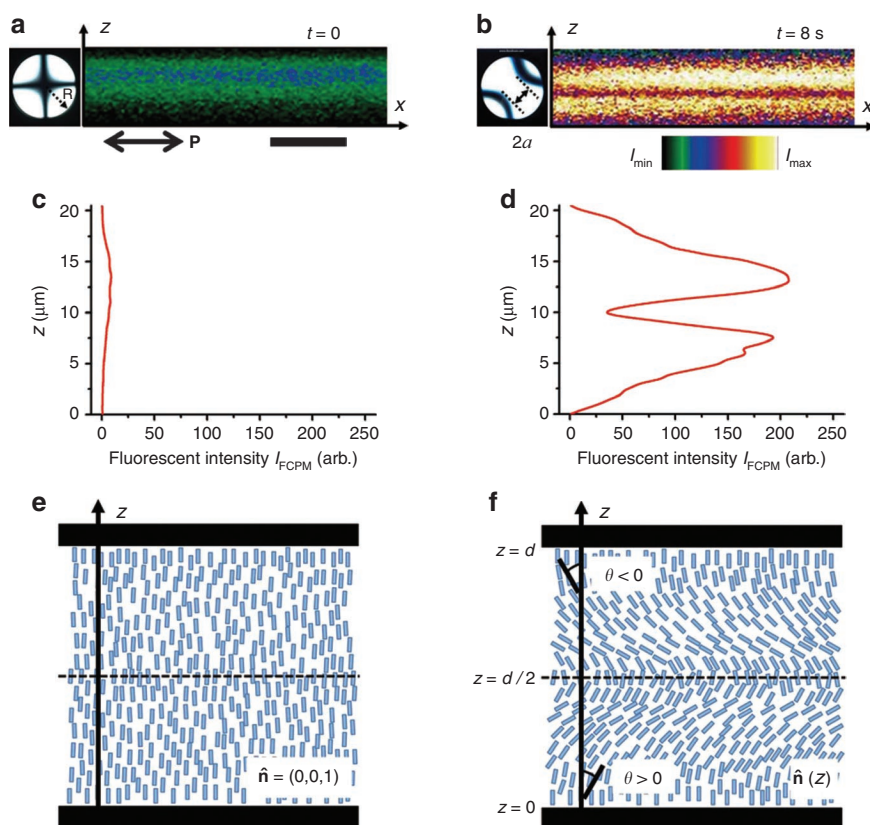 a
z
t = 0
R
x
P
b
z
t = 8 s
x
2a
I_min
I_max
c
20
15
10
5
0
z (μm)
0 50 100 150 200 250
Fluorescent intensity I_FCPM (arb.)
d
20
15
10
5
0
z (μm)
0 50 100 150 200 250
Fluorescent intensity I_FCPM (arb.)
e
z
n̂ = (0,0,1)
f
z
z = d
θ < 0
z = d / 2
θ > 0
n̂ (z)
z = 0